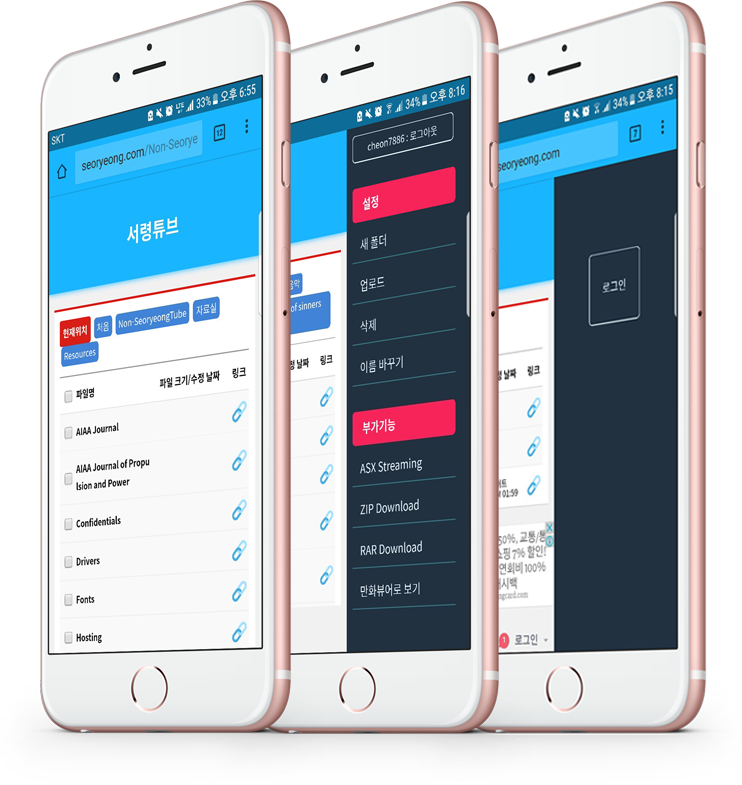 SKT LTE 33% 오후 6:55
seoryeong.com/Non-Seorye 12
서령튜브
현재위치 처음 Non-SeoryeongTube 자료실
Resources
파일명 파일 크기/수정 날짜 링크
AIAA Journal
AIAA Journal of Propu
lsion and Power
Confidentials
Drivers
Fonts
Hosting
34% 오후 8:16
cheon7886 : 로그아웃
설정
새 폴더
업로드
삭제
이름 바꾸기
부가기능
ASX Streaming
ZIP Download
RAR Download
만화뷰어로 보기
of sinners
날짜 링크
34% 오후 8:15
seoryeong.com 7
로그인
날짜 링크
01:59
50%, 교통/통
쇼핑 7% 할인!
연회비 100%
캐시백
ngcard.com
로그인